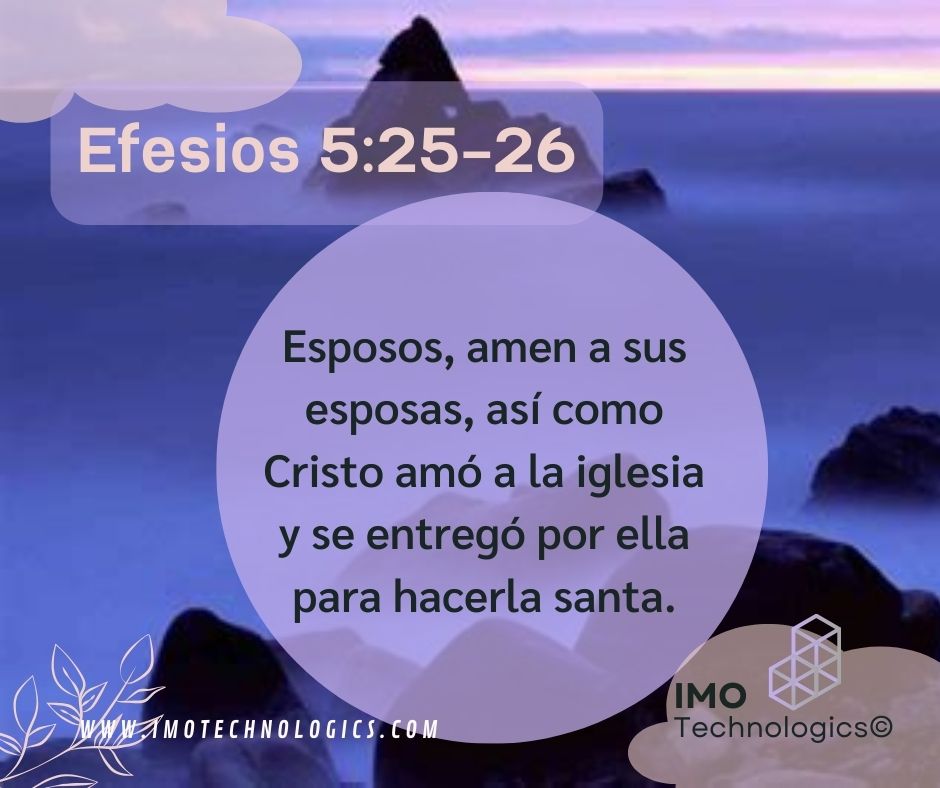 Efesios 5:25-26
Esposos, amen a sus
esposas, así como
Cristo amó a la iglesia
y se entregó por ella
para hacerla santa.
IMO
Technologics©
WWW.IMOTECHNOLOGICS.COM